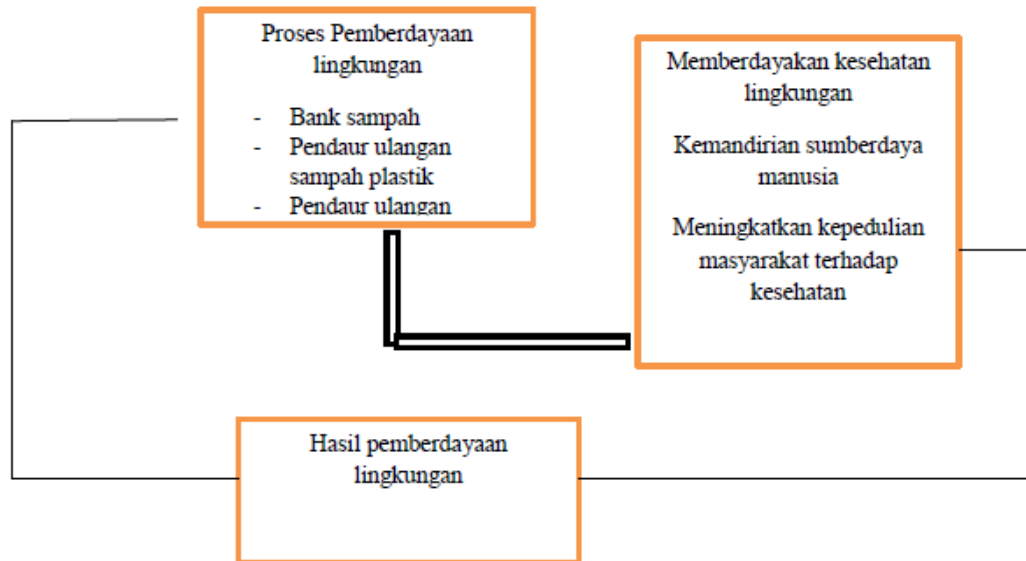 Proses Pemberdayaan
lingkungan
- Bank sampah
- Pendaur ulangan
sampah plastik
- Pendaur ulangan
Memberdayakan kesehatan
lingkungan
Kemandirian sumberdaya
manusia
Meningkatkan kepedulian
masyarakat terhadap
kesehatan
Hasil pemberdayaan
lingkungan